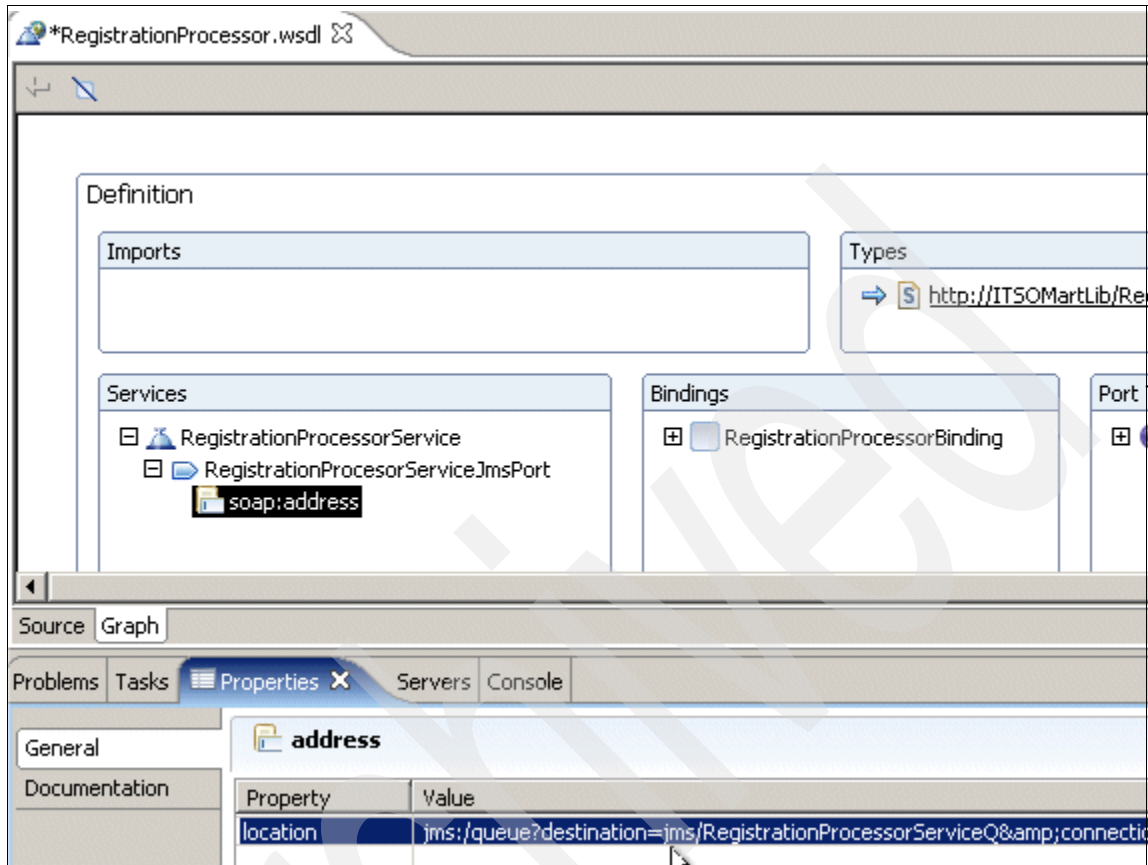 *RegistrationProcessor.wsdl
Definition
Imports
Types
http://ITSOMartLib/Re
Services
Bindings
Port
RegistrationProcessorService
RegistrationProcessorBinding
RegistrationProcesorServiceJmsPort
soap:address
Source Graph
Problems Tasks Properties Servers Console
General
address
Documentation
Property Value
location jms:/queue?destination=jms/RegistrationProcessorServiceQ&amp;connectio